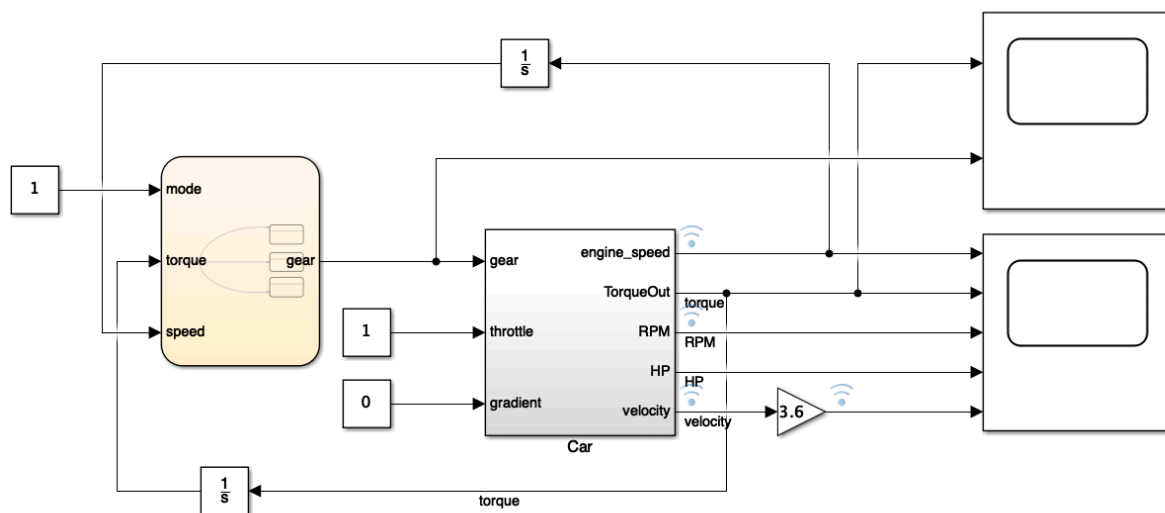 1
s
1
mode
torque
gear
speed
gear
engine_speed
TorqueOut
torque
1
throttle
RPM
RPM
HP
HP
0
gradient
velocity
velocity
3.6
Car
1
s
torque